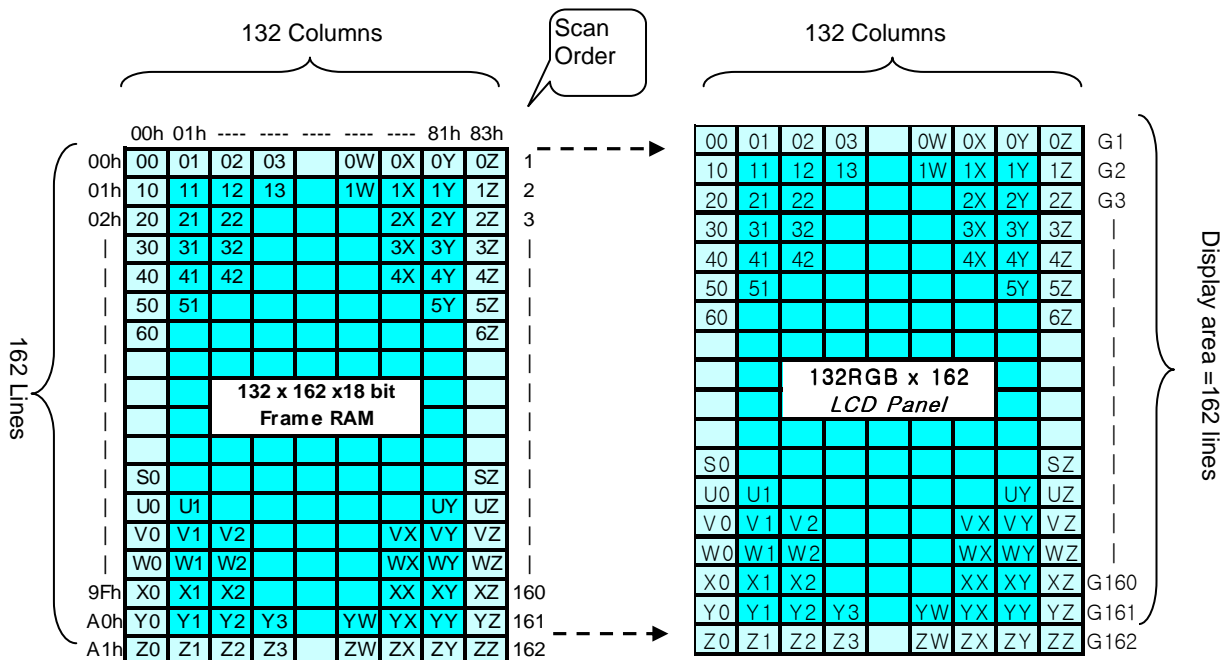 132 Columns
Scan
Order
132 Columns
00h 01h ---- ---- ---- ---- ---- 81h 83h
00h 00 01 02 03 0W 0X 0Y 0Z 1
01h 10 11 12 13 1W 1X 1Y 1Z 2
02h 20 21 22 2X 2Y 2Z 3
30 31 32 3X 3Y 3Z
40 41 42 4X 4Y 4Z
50 51 5Y 5Z
60 6Z
132 x 162 x18 bit
Frame RAM
S0 SZ
U0 U1 UY UZ
V0 V1 V2 VX VY VZ
W0 W1 W2 WX WY WZ
9Fh X0 X1 X2 XX XY XZ 160
A0h Y0 Y1 Y2 Y3 YW YX YY YZ 161
A1h Z0 Z1 Z2 Z3 ZW ZX ZY ZZ 162
162 Lines
00 01 02 03 0W 0X 0Y 0Z G1
10 11 12 13 1W 1X 1Y 1Z G2
20 21 22 2X 2Y 2Z G3
30 31 32 3X 3Y 3Z
40 41 42 4X 4Y 4Z
50 51 5Y 5Z
60 6Z
132RGB x 162
LCD Panel
S0 SZ
U0 U1 UY UZ
V0 V1 V2 VX VY VZ
W0 W1 W2 WX WY WZ
X0 X1 X2 XX XY XZ G160
Y0 Y1 Y2 Y3 YW YX YY YZ G161
Z0 Z1 Z2 Z3 ZW ZX ZY ZZ G162
Display area =162 lines